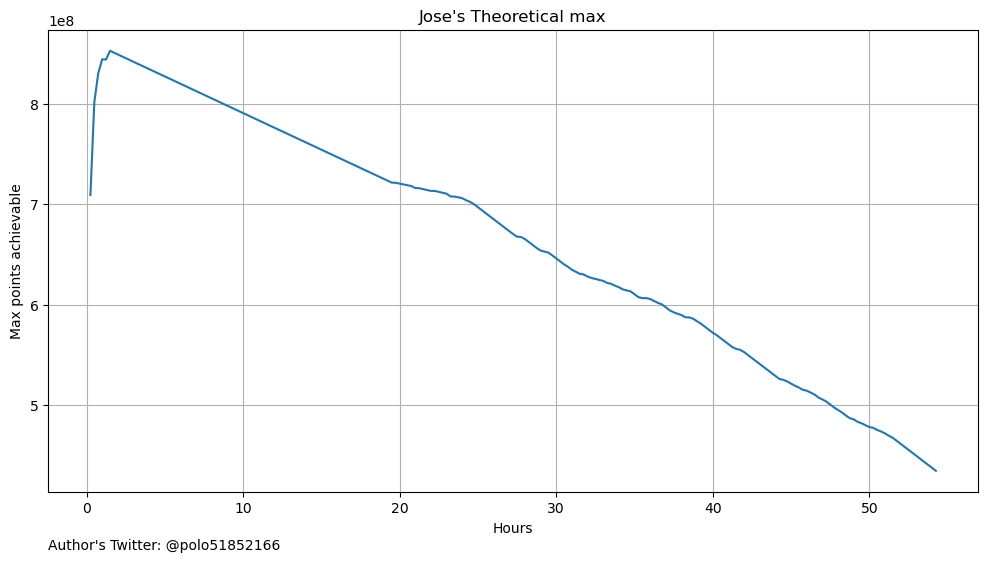 Jose's Theoretical max
1e8
Max points achievable
8
7
6
5
0 10 20 30 40 50
Hours
Author's Twitter: @polo51852166